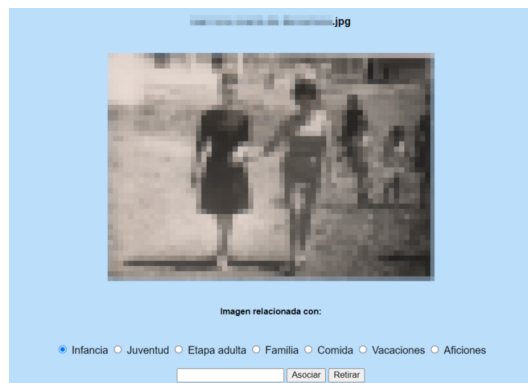 .jpg
Imagen relacionada con:
Infancia Juventud Etapa adulta Familia Comida Vacaciones Aficiones
Asociar Retirar